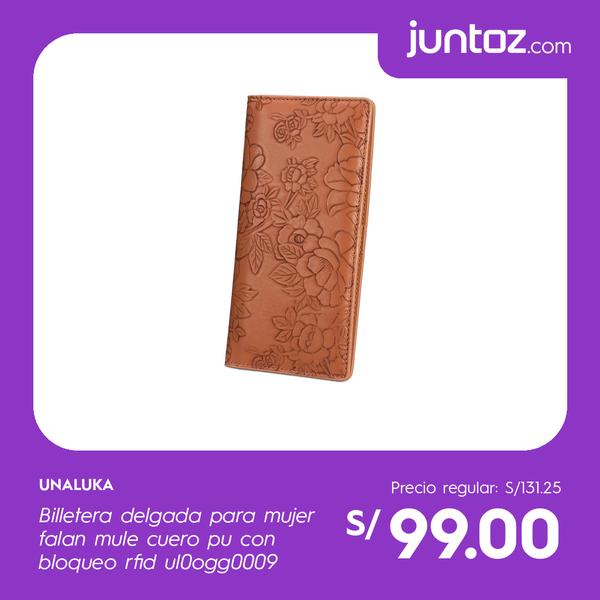 juntoz.com
UNALUKA
Billetera delgada para mujer
falan mule cuero pu con
bloqueo rfid ul0ogg0009
Precio regular: S/131.25
S/99.00